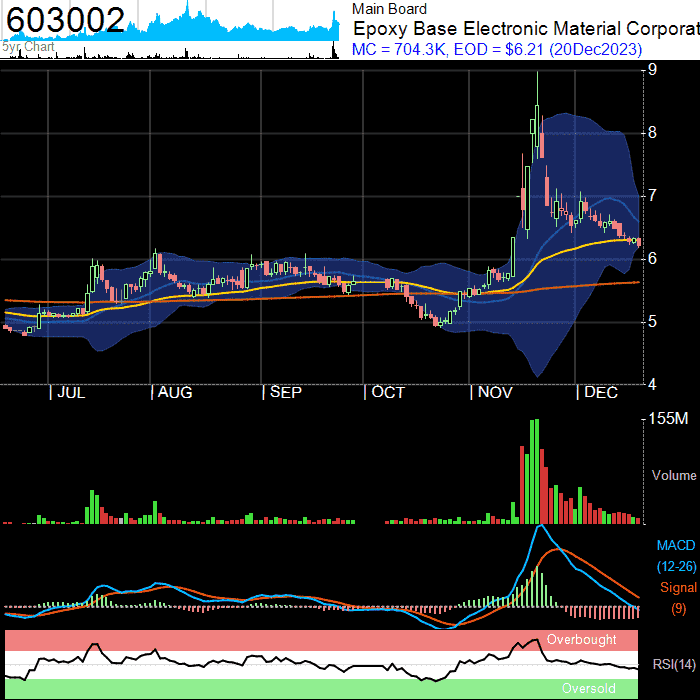 603002
5yr Chart
Main Board
Epoxy Base Electronic Material Corporat
MC = 704.3K, EOD = $6.21 (20Dec2023)
9
8
7
6
5
4
| JUL | AUG | SEP | OCT | NOV | DEC
155M
Volume
MACD
(12-26)
Signal
(9)
Overbought
RSI(14)
Oversold